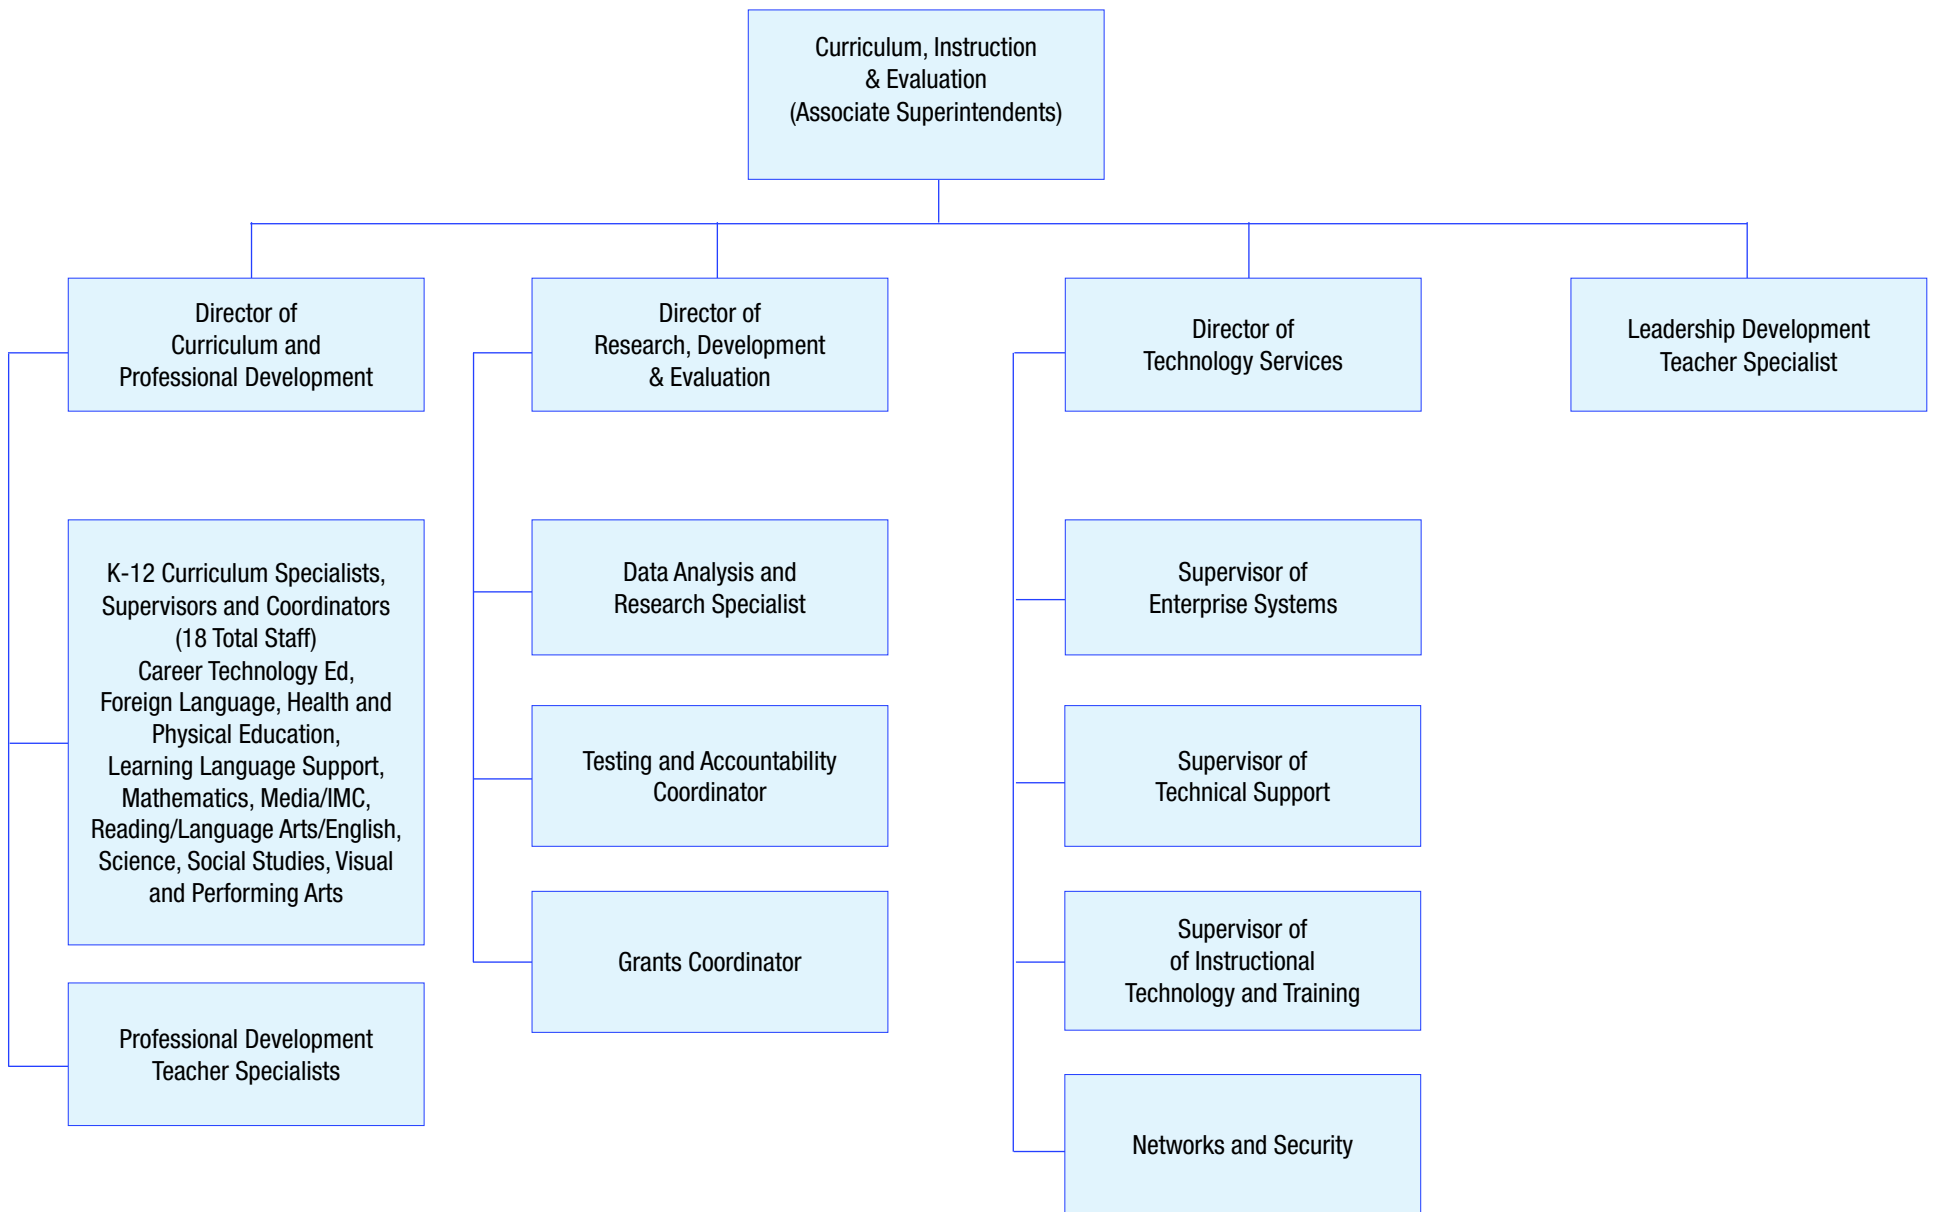 Curriculum, Instruction
& Evaluation
(Associate Superintendents)
Director of
Curriculum and
Professional Development
Director of
Research, Development
& Evaluation
Director of
Technology Services
Leadership Development
Teacher Specialist
K-12 Curriculum Specialists,
Supervisors and Coordinators
(18 Total Staff)
Career Technology Ed,
Foreign Language, Health and
Physical Education,
Learning Language Support,
Mathematics, Media/IMC,
Reading/Language Arts/English,
Science, Social Studies, Visual
and Performing Arts
Professional Development
Teacher Specialists
Data Analysis and
Research Specialist
Testing and Accountability
Coordinator
Grants Coordinator
Supervisor of
Enterprise Systems
Supervisor of
Technical Support
Supervisor of
of Instructional
Technology and Training
Networks and Security